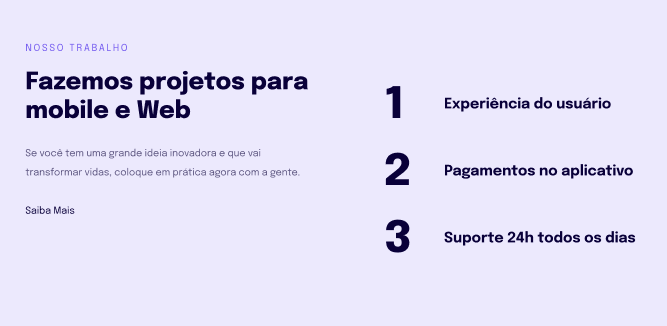 NOSSO TRABALHO
Fazemos projetos para
mobile e Web
Se você tem uma grande ideia inovadora e que vai
transformar vidas, coloque em prática agora com a gente.
Saiba Mais
1 Experiência do usuário
2 Pagamentos no aplicativo
3 Suporte 24h todos os dias